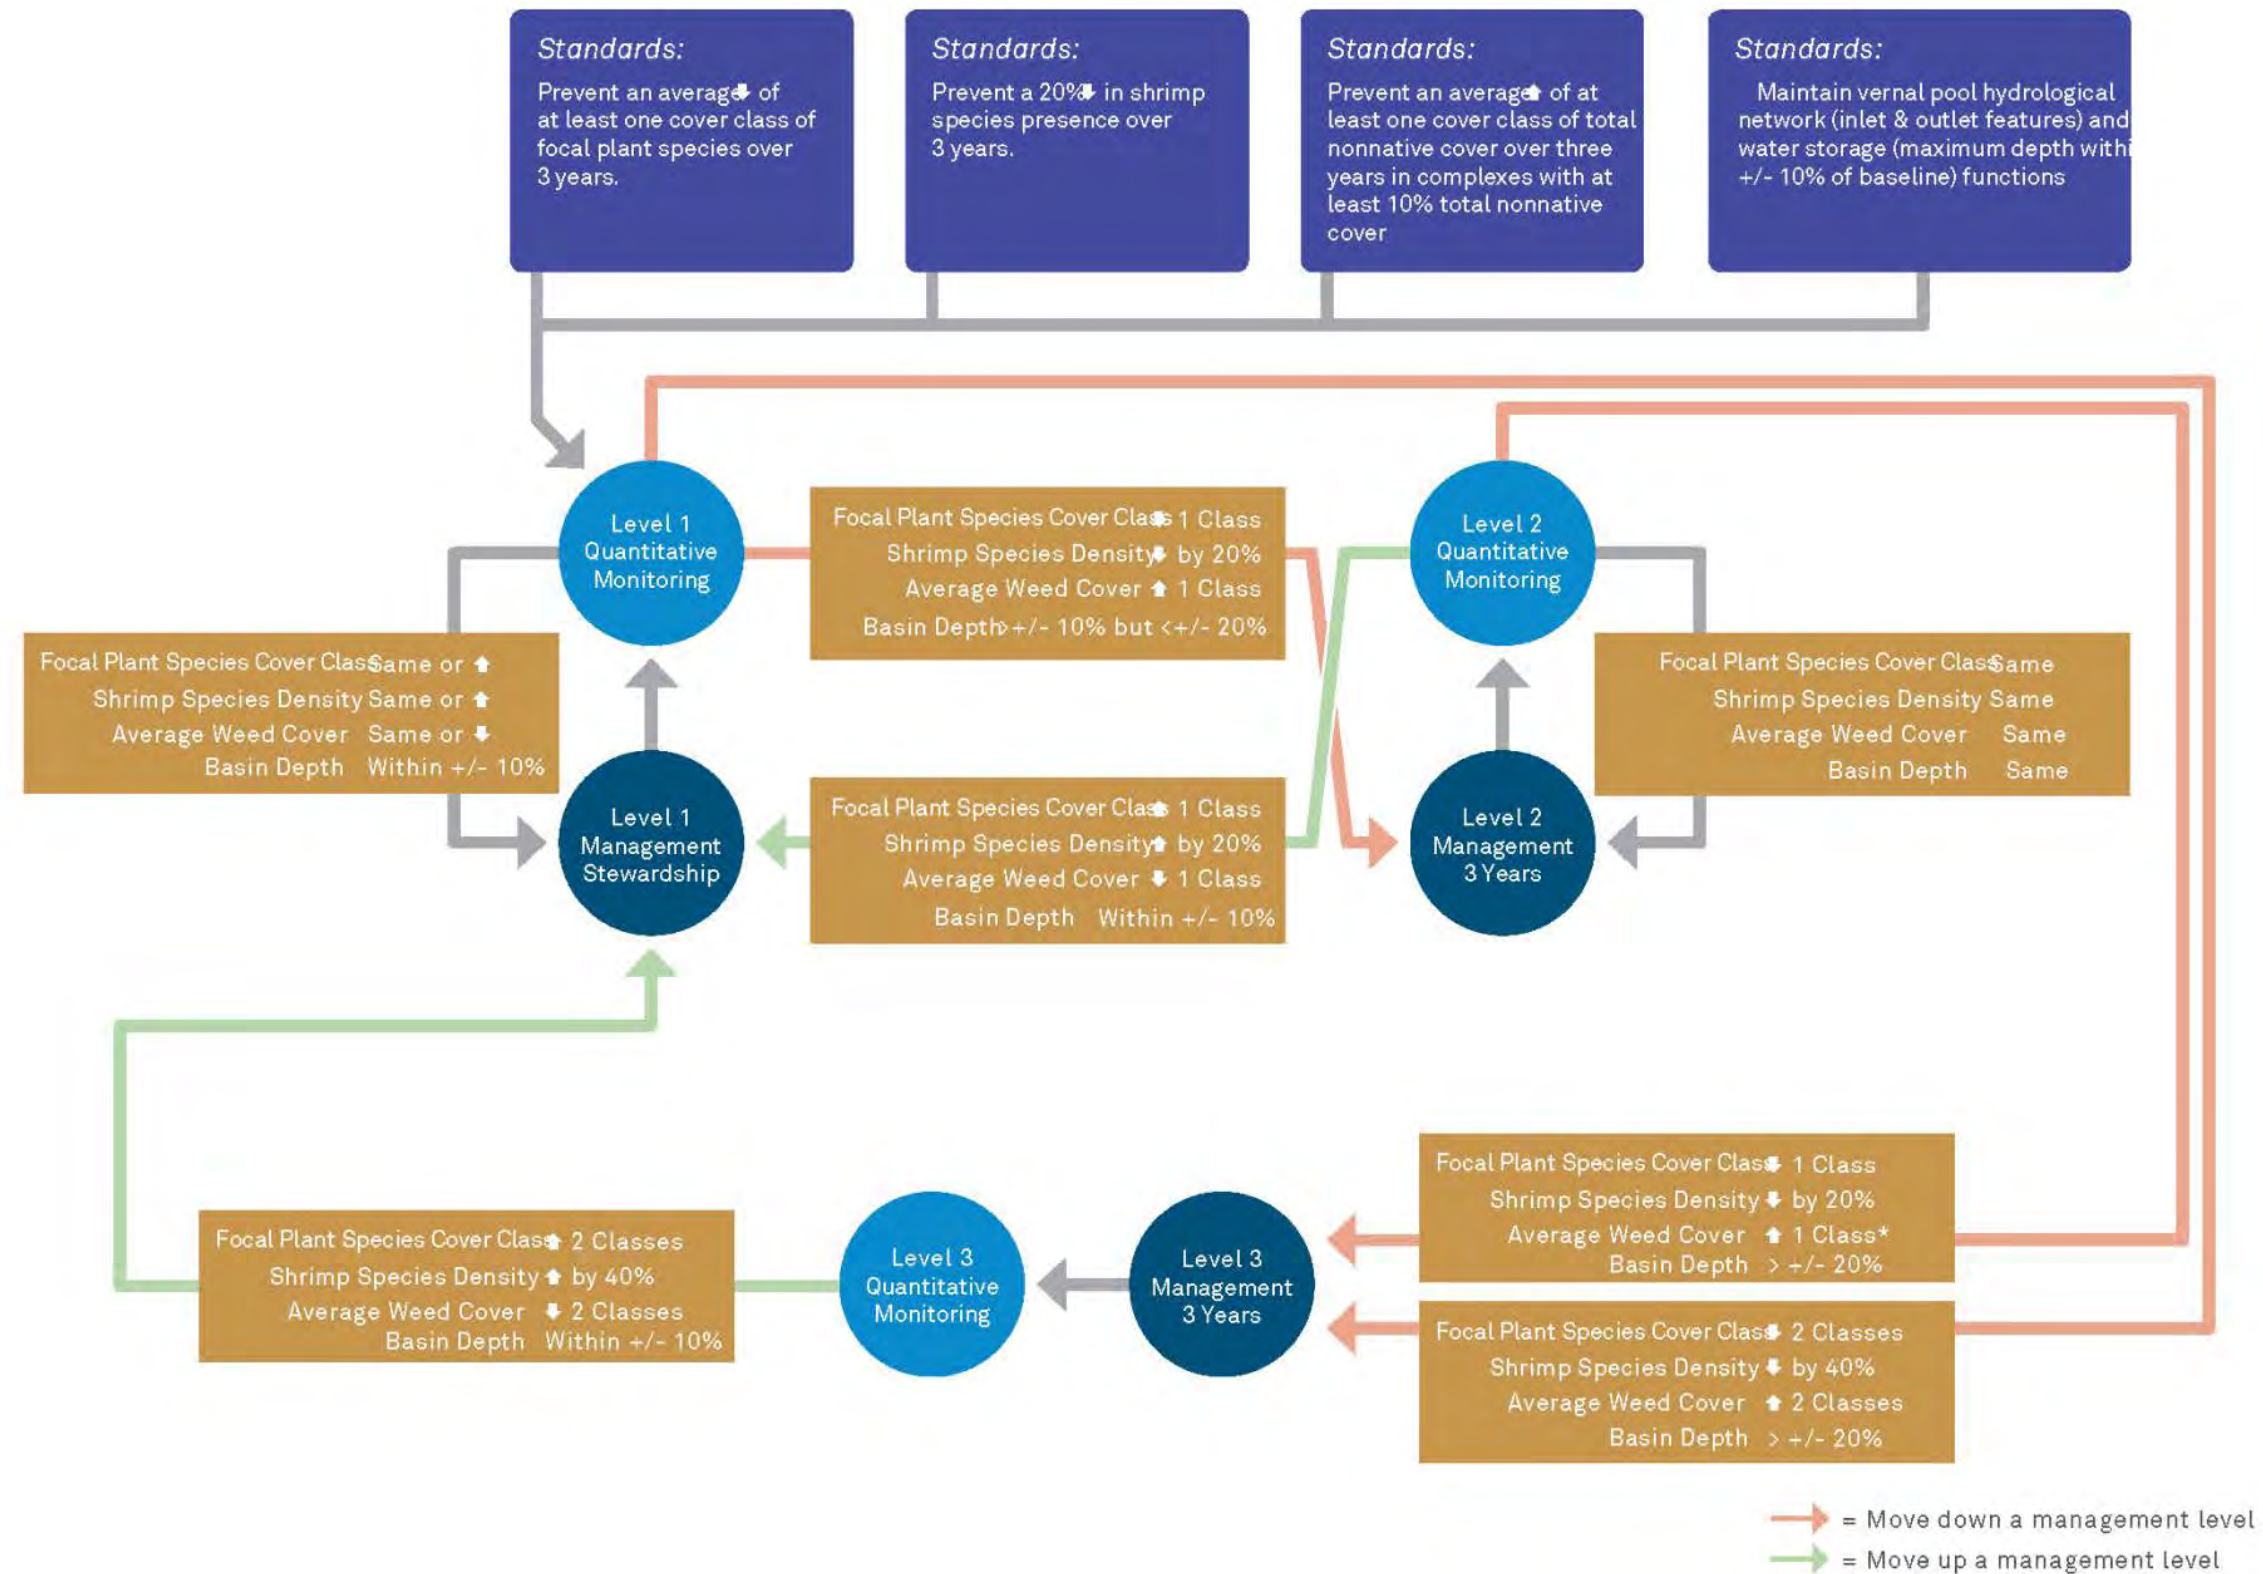 Standards:
Prevent an average⬇ of
at least one cover class of
focal plant species over
3 years.
Standards:
Prevent a 20%⬇ in shrimp
species presence over
3 years.
Standards:
Prevent an average⬆ of at
least one cover class of total
nonnative cover over three
years in complexes with at
least 10% total nonnative
cover
Standards:
Maintain vernal pool hydrological
network (inlet & outlet features) and
water storage (maximum depth withi
+/- 10% of baseline) functions
Level 1
Quantitative
Monitoring
Focal Plant Species Cover Class ⬇ 1 Class
Shrimp Species Density ⬇ by 20%
Average Weed Cover ⬆ 1 Class
Basin Depth >+/- 10% but <+/- 20%
Level 2
Quantitative
Monitoring
Focal Plant Species Cover Class Same or ⬆
Shrimp Species Density Same or ⬆
Average Weed Cover Same or ⬇
Basin Depth Within +/- 10%
Focal Plant Species Cover Class Same
Shrimp Species Density Same
Average Weed Cover Same
Basin Depth Same
Level 1
Management
Stewardship
Focal Plant Species Cover Class ⬆ 1 Class
Shrimp Species Density ⬆ by 20%
Average Weed Cover ⬇ 1 Class
Basin Depth Within +/- 10%
Level 2
Management
3 Years
Focal Plant Species Cover Class ⬆ 2 Classes
Shrimp Species Density ⬆ by 40%
Average Weed Cover ⬇ 2 Classes
Basin Depth Within +/- 10%
Level 3
Quantitative
Monitoring
Level 3
Management
3 Years
Focal Plant Species Cover Class ⬇ 1 Class
Shrimp Species Density ⬇ by 20%
Average Weed Cover ⬆ 1 Class*
Basin Depth > +/- 20%
Focal Plant Species Cover Class ⬇ 2 Classes
Shrimp Species Density ⬇ by 40%
Average Weed Cover ⬆ 2 Classes
Basin Depth > +/- 20%
= Move down a management level
= Move up a management level